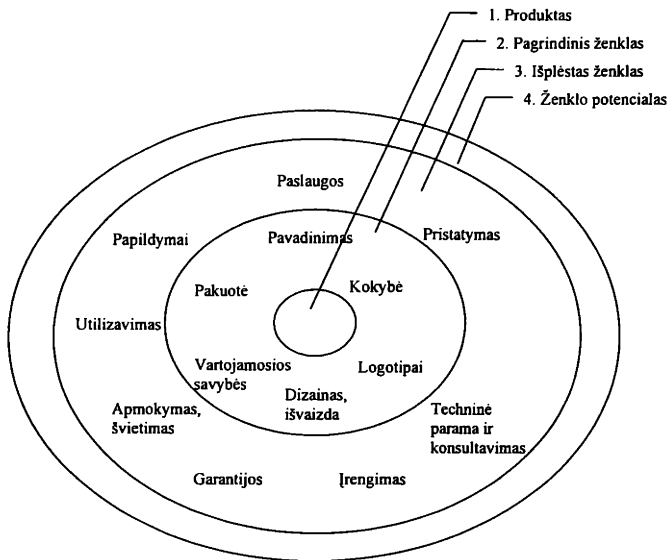 1. Produktas
2. Pagrindinis ženklas
3. Išplėstas ženklas
4. Ženklo potencialas
Paslaugos
Papildymai
Pavadinimas
Pristatymas
Pakuotė
Kokybė
Utilizavimas
Vartojamosios
savybės
Logotipai
Dizainas,
išvaizda
Apmokymas,
švietimas
Techninė
parama ir
konsultavimas
Garantijos
Įrengimas